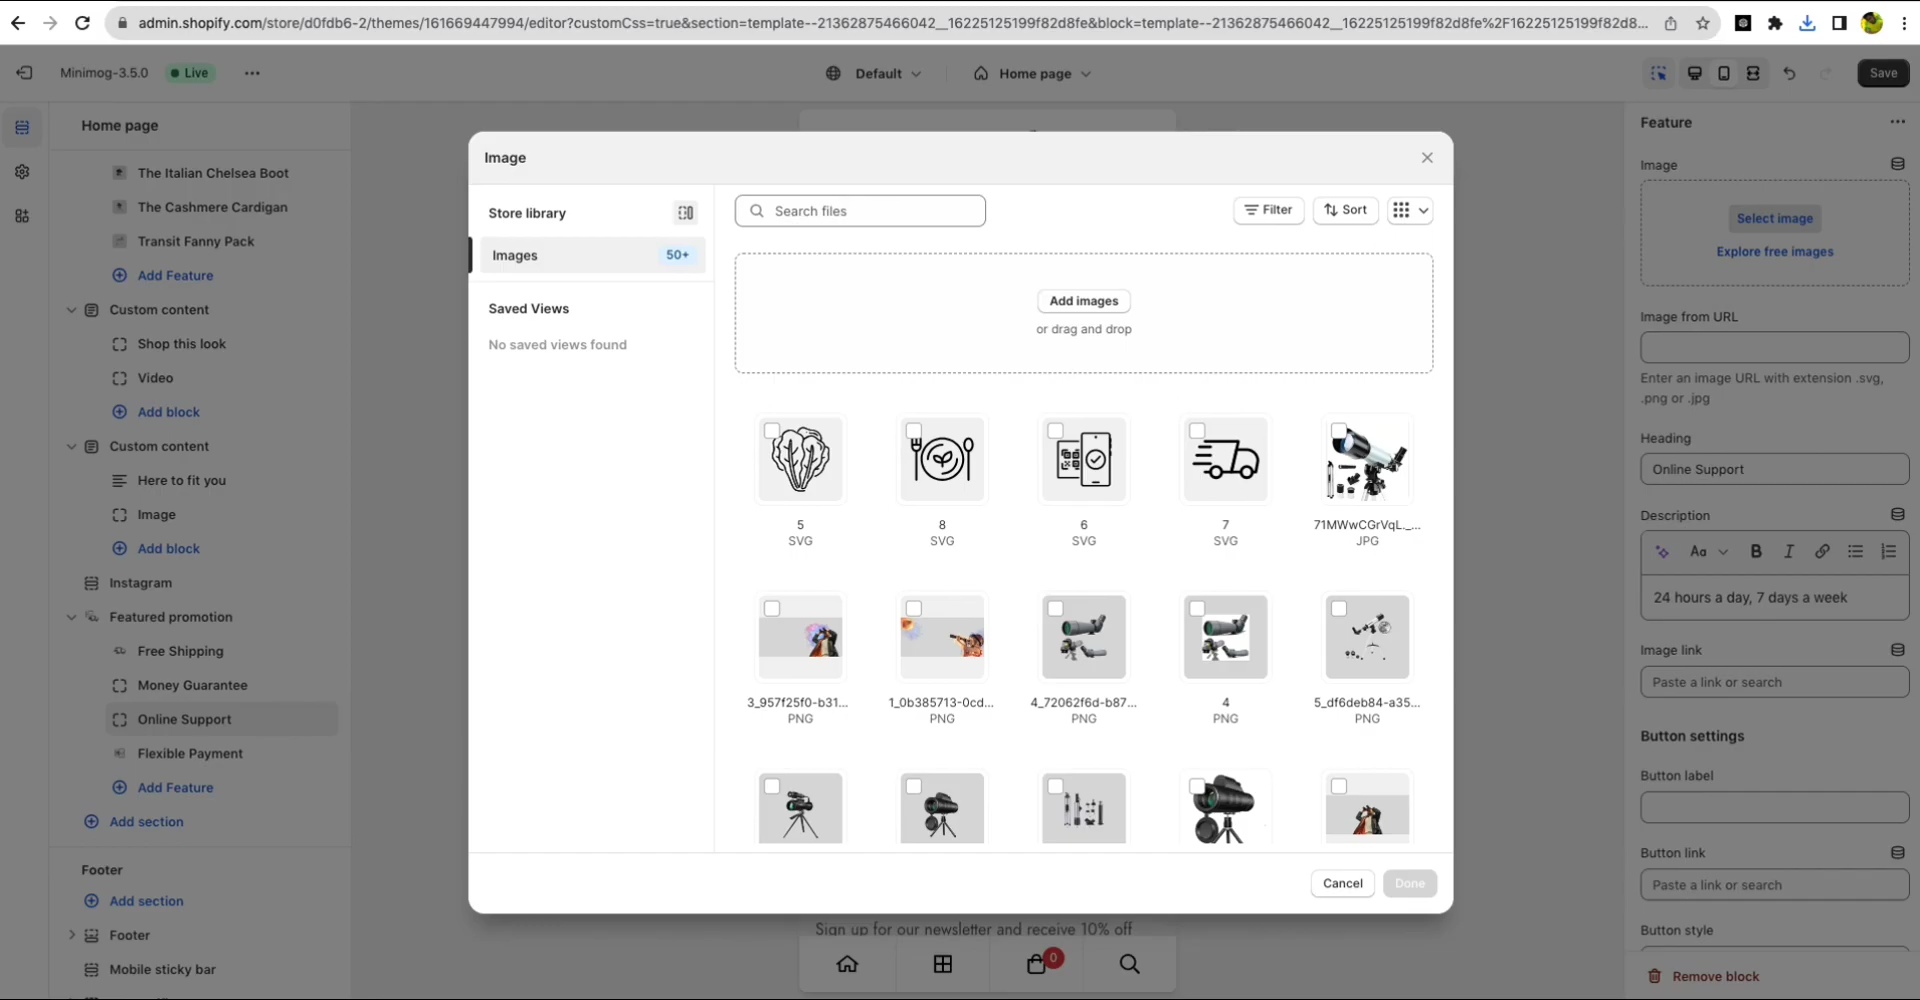 admin.shopify.com/store/d0fdb6-2/themes/161669447994/editor?customCss=true&section=template--21362875466042__16225125199f82d8fe&block=template--21362875466042__16225125199f82d8fe%2F16225125199f82d8...
Minimog-3.5.0
Live
Default
Home page
Save
Home page
The Italian Chelsea Boot
The Cashmere Cardigan
Transit Fanny Pack
Add Feature
Custom content
Shop this look
Video
Add block
Custom content
Here to fit you
Image
Add block
Instagram
Featured promotion
Free Shipping
Money Guarantee
Online Support
Flexible Payment
Add Feature
Add section
Footer
Add section
Footer
Mobile sticky bar
Image
Store library
Images 50+
Saved Views
No saved views found
Search files
Filter
Sort
Add images
or drag and drop
5
SVG
8
SVG
6
SVG
7
SVG
71MWwCGrVqL._...
JPG
3_957f25f0-b31...
PNG
1_0b385713-0cd...
PNG
4_72062f6d-b87...
PNG
4
PNG
5_df6deb84-a35...
PNG
Cancel
Done
Sign up for our newsletter and receive 10% off
0
Feature
Image
Select image
Explore free images
Image from URL
Enter an image URL with extension .svg,
.png or .jpg
Heading
Online Support
Description
Aa
B
I
24 hours a day, 7 days a week
Image link
Paste a link or search
Button settings
Button label
Button link
Paste a link or search
Button style
Remove block